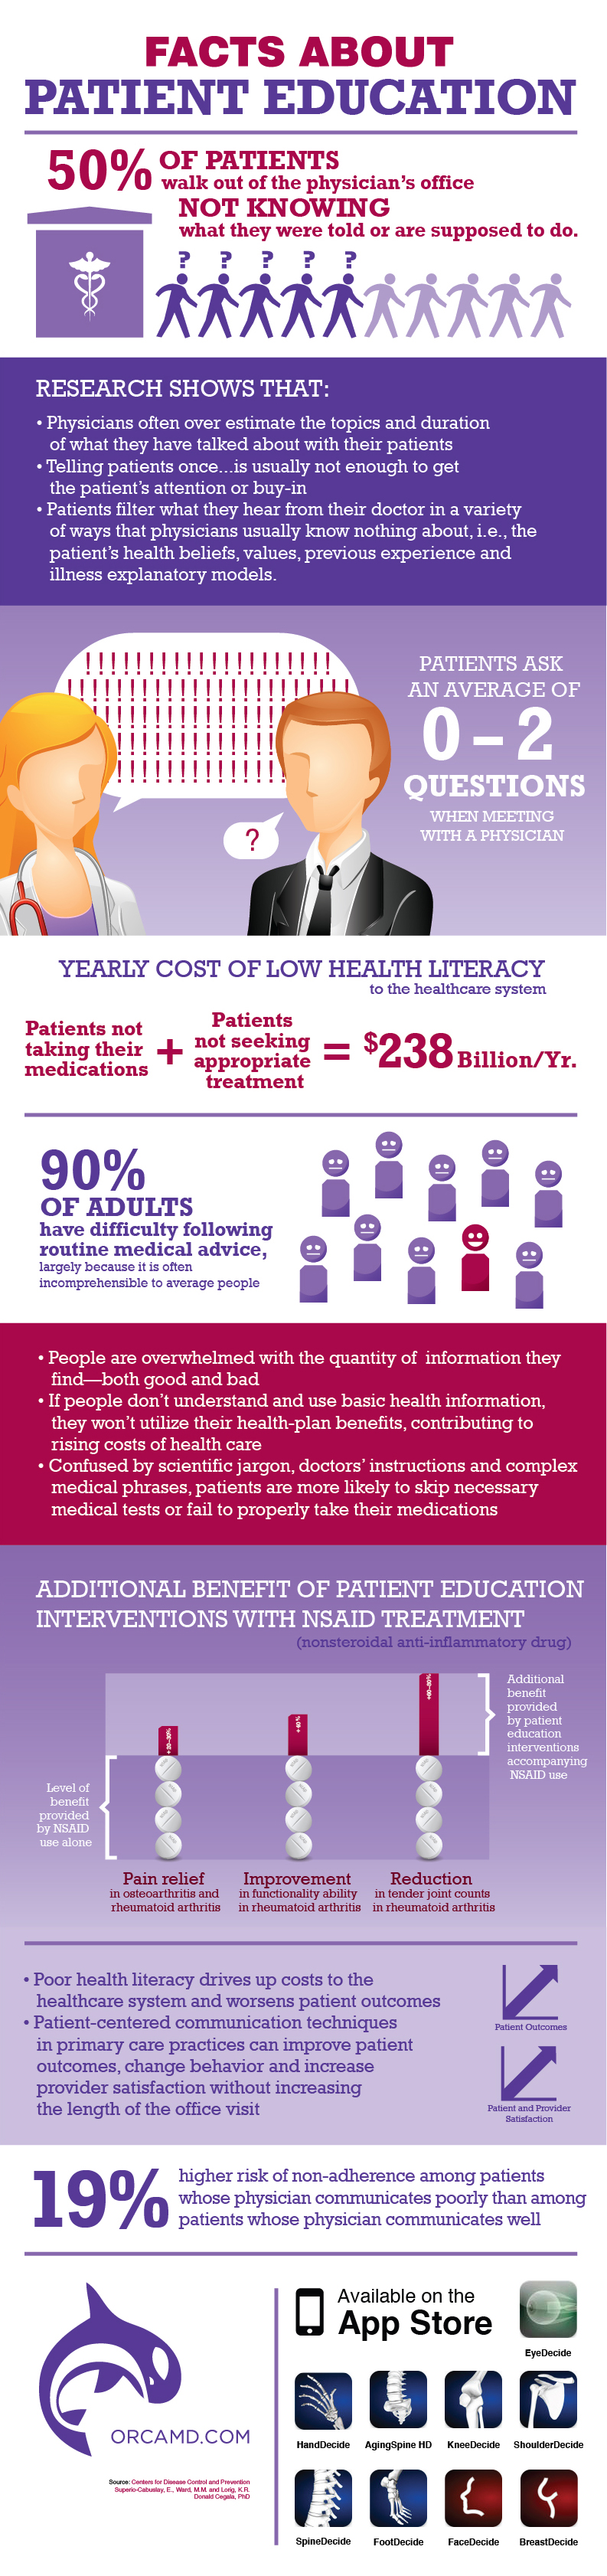 FACTS ABOUT
PATIENT EDUCATION
50% OF PATIENTS
walk out of the physician's office
NOT KNOWING
what they were told or are supposed to do.
? ? ? ? ?
RESEARCH SHOWS THAT:
• Physicians often over estimate the topics and duration
of what they have talked about with their patients
• Telling patients once...is usually not enough to get
the patient's attention or buy-in
• Patients filter what they hear from their doctor in a variety
of ways that physicians usually know nothing about, i.e., the
patient's health beliefs, values, previous experience and
illness explanatory models.
?
PATIENTS ASK
AN AVERAGE OF
0 – 2
QUESTIONS
WHEN MEETING
WITH A PHYSICIAN
YEARLY COST OF LOW HEALTH LITERACY
to the healthcare system
Patients not
taking their
medications
+
Patients
not seeking
appropriate
treatment
= $238 Billion/Yr.
90%
OF ADULTS
have difficulty following
routine medical advice,
largely because it is often
incomprehensible to average people
• People are overwhelmed with the quantity of information they
find—both good and bad
• If people don't understand and use basic health information,
they won't utilize their health-plan benefits, contributing to
rising costs of health care
• Confused by scientific jargon, doctors' instructions and complex
medical phrases, patients are more likely to skip necessary
medical tests or fail to properly take their medications
ADDITIONAL BENEFIT OF PATIENT EDUCATION
INTERVENTIONS WITH NSAID TREATMENT
(nonsteroidal anti-inflammatory drug)
Additional
benefit
provided
by patient
education
interventions
accompanying
NSAID use
Level of
benefit
provided
by NSAID
use alone
Pain relief
in osteoarthritis and
rheumatoid arthritis
Improvement
in functionality ability
in rheumatoid arthritis
Reduction
in tender joint counts
in rheumatoid arthritis
• Poor health literacy drives up costs to the
healthcare system and worsens patient outcomes
• Patient-centered communication techniques
in primary care practices can improve patient
outcomes, change behavior and increase
provider satisfaction without increasing
the length of the office visit
Patient Outcomes
Patient and Provider
Satisfaction
19%
higher risk of non-adherence among patients
whose physician communicates poorly than among
patients whose physician communicates well
ORCAMD.COM
Source: Centers for Disease Control and Prevention
Superio-Cabuslay, E., Ward, M.M. and Lorig, K.R.
Donald Cegala, PhD
Available on the
App Store
EyeDecide
HandDecide
AgingSpine HD
KneeDecide
ShoulderDecide
SpineDecide
FootDecide
FaceDecide
BreastDecide